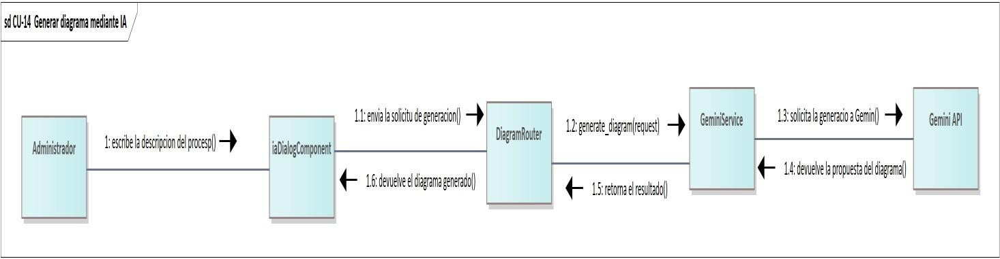 sd CU-14 Generar diagrama mediante IA
Administrador
1: escribe la descripcion del procesp()
iaDialogComponent
1.1: envia la solicitu de generacion()
1.6: devuelve el diagrama generado()
DiagramRouter
1.2: generate_diagram(request)
1.5: retorna el resultado()
GeminiService
1.3: solicita la generacio a Gemin()
1.4: devuelve la propuesta del diagrama()
Gemini API